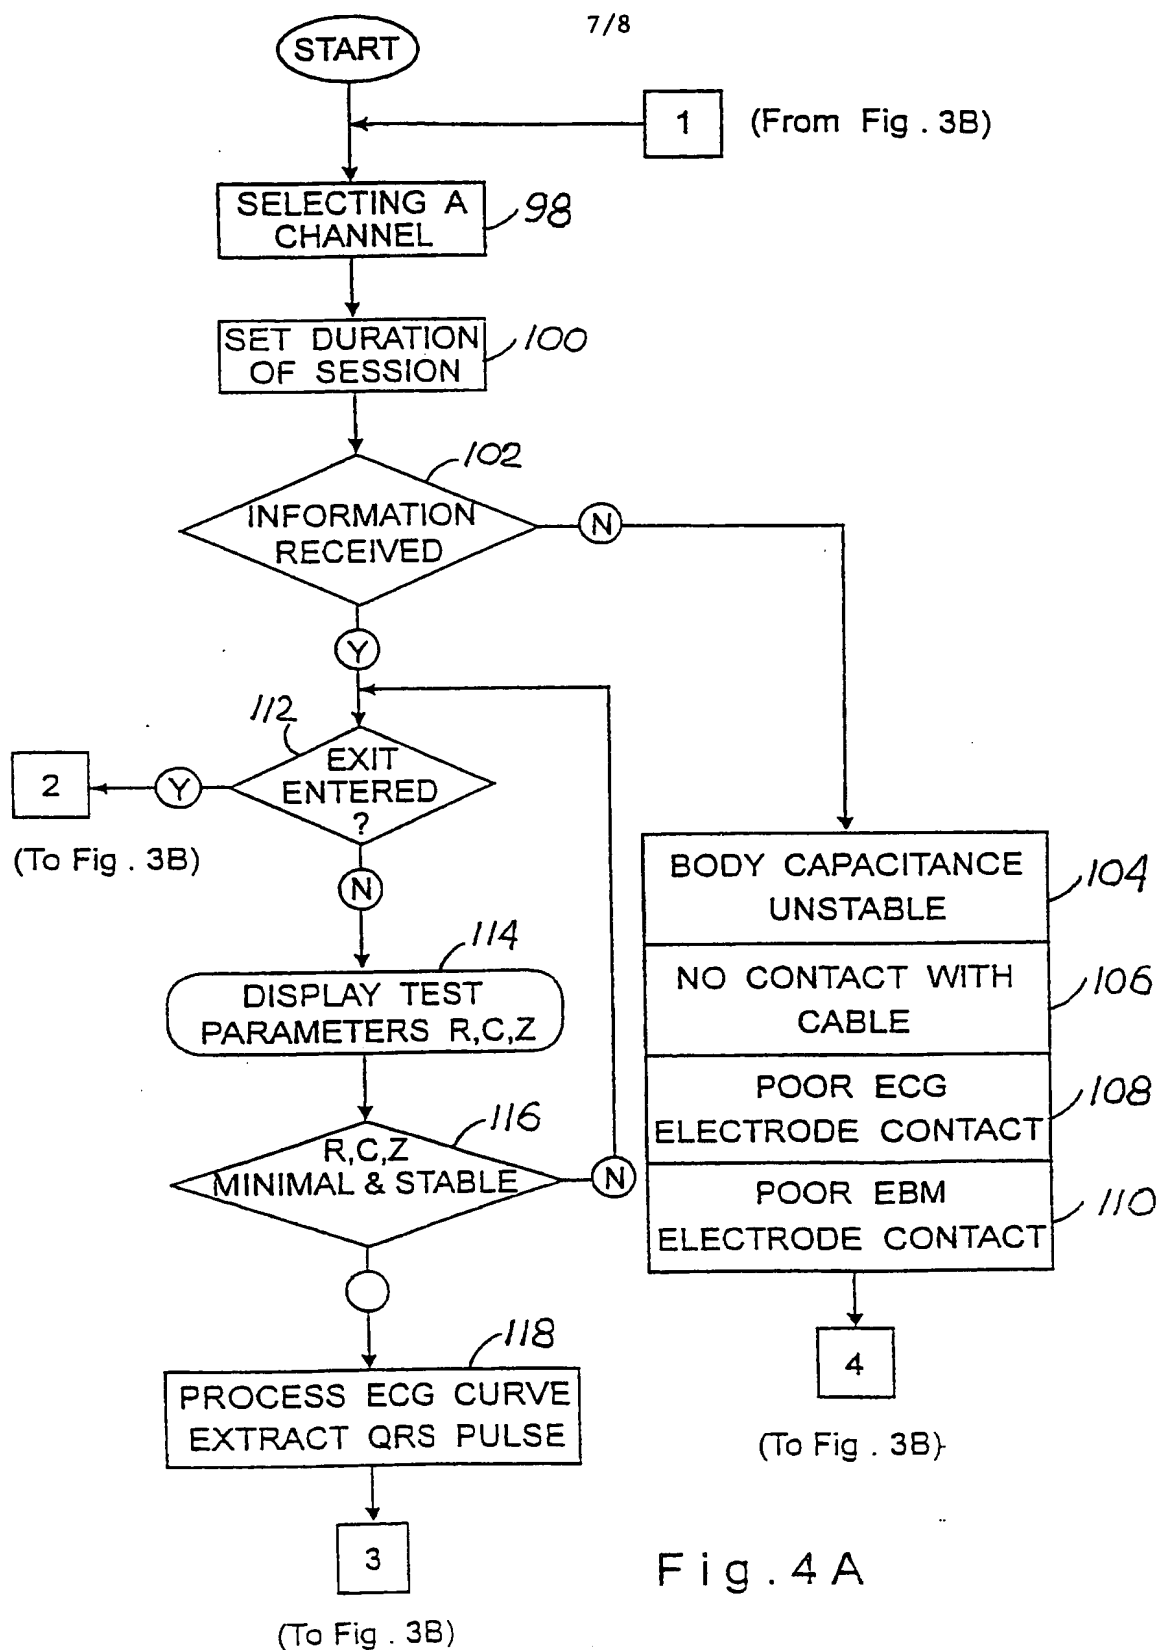 7/8
START
1 (From Fig. 3B)
SELECTING A
CHANNEL
98
SET DURATION
OF SESSION
100
102
INFORMATION
RECEIVED
N
Y
112
EXIT
ENTERED
?
Y
2
(To Fig. 3B)
N
114
DISPLAY TEST
PARAMETERS R,C,Z
116
R,C,Z
MINIMAL & STABLE
N
118
PROCESS ECG CURVE
EXTRACT QRS PULSE
3
(To Fig. 3B)
BODY CAPACITANCE
UNSTABLE
104
NO CONTACT WITH
CABLE
106
POOR ECG
ELECTRODE CONTACT
108
POOR EBM
ELECTRODE CONTACT
110
4
(To Fig. 3B)
Fig. 4A